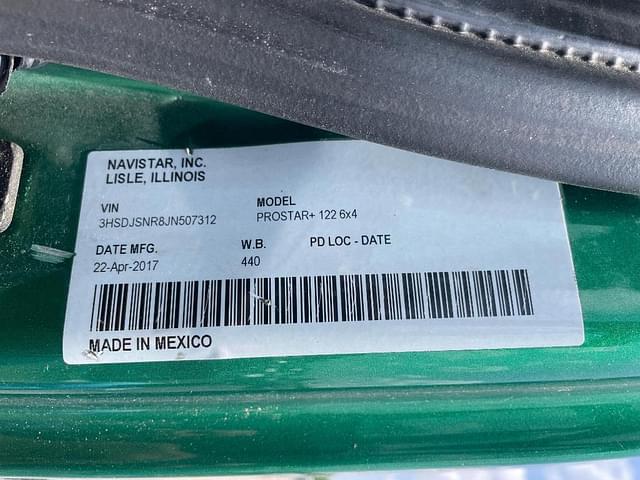 NAVISTAR, INC.
LISLE, ILLINOIS
VIN
3HSDJSNR8JN507312
MODEL
PROSTAR+ 122 6x4
DATE MFG.
22-Apr-2017
W.B.
440
PD LOC - DATE
MADE IN MEXICO